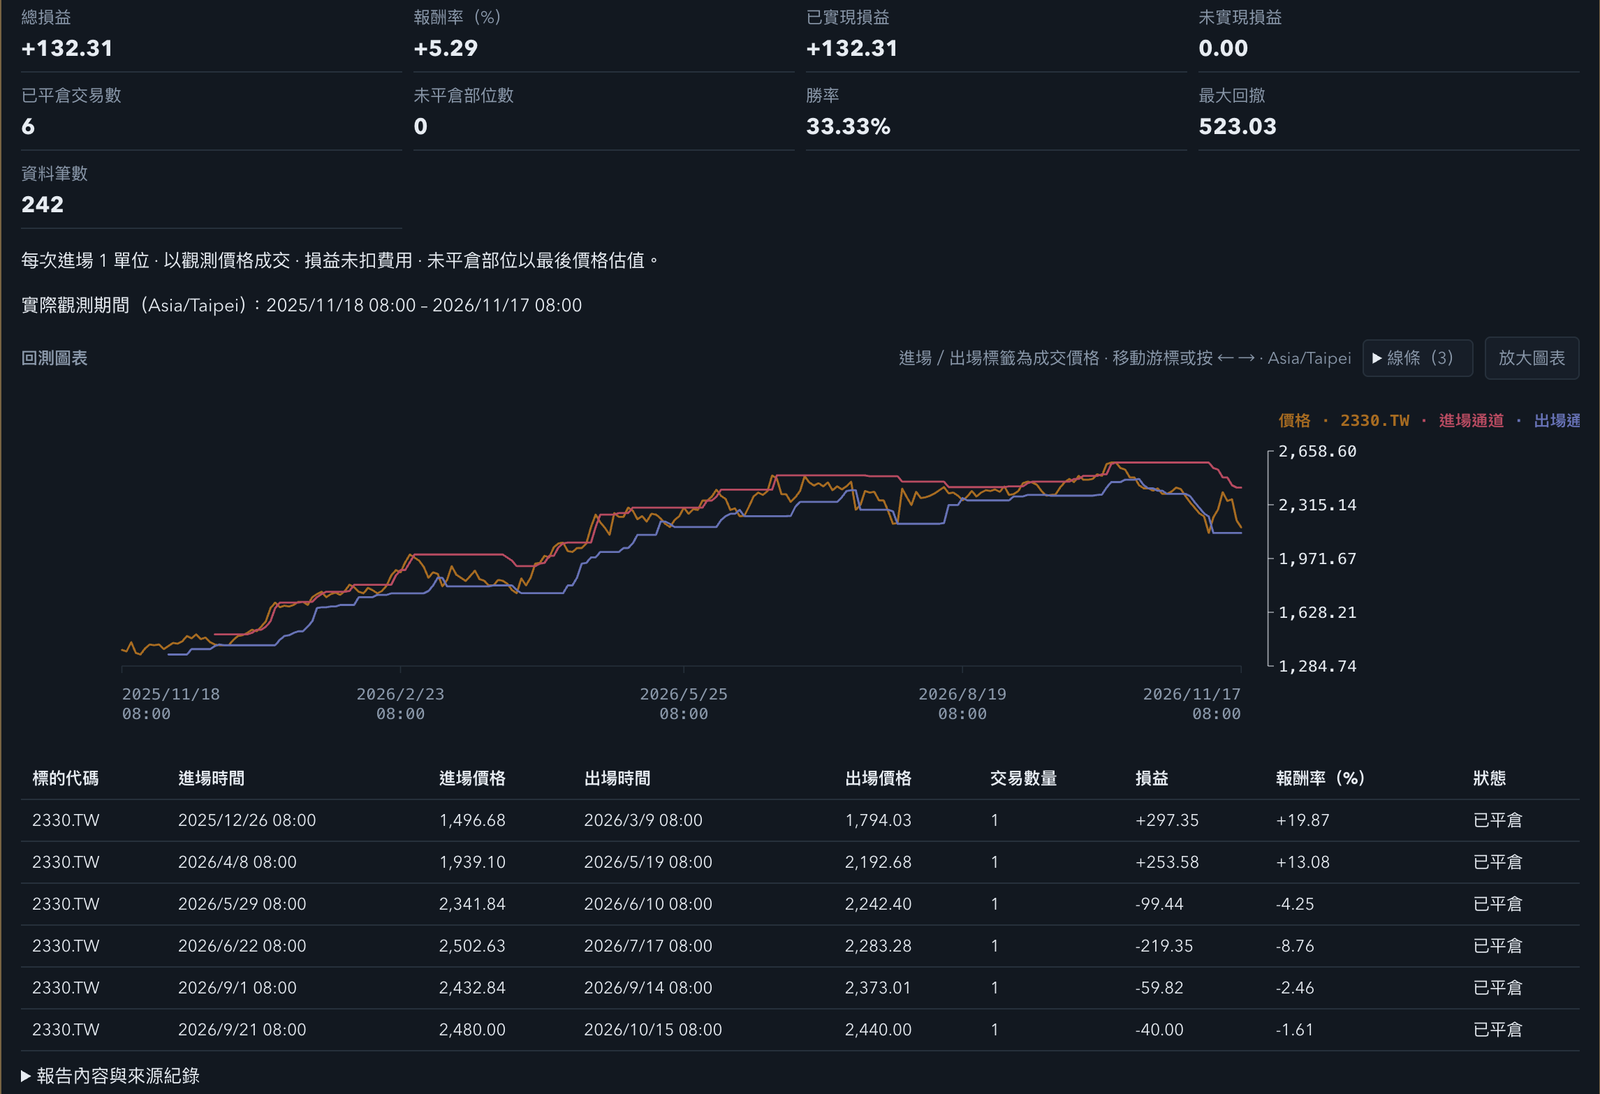 總損益 報酬率（%） 已實現損益 未實現損益
+132.31 +5.29 +132.31 0.00
已平倉交易數 未平倉部位數 勝率 最大回撤
6 0 33.33% 523.03
資料筆數
242
每次進場 1 單位 · 以觀測價格成交 · 損益未扣費用 · 未平倉部位以最後價格估值。
實際觀測期間（Asia/Taipei）：2025/11/18 08:00 – 2026/11/17 08:00
回測圖表 進場 / 出場標籤為成交價格 · 移動游標或按 ← → · Asia/Taipei ▶ 線條（3） 放大圖表
價格 · 2330.TW · 進場通道 · 出場通
2,658.60
2,315.14
1,971.67
1,628.21
1,284.74
2025/11/18 2026/2/23 2026/5/25 2026/8/19 2026/11/17
08:00 08:00 08:00 08:00 08:00
標的代碼 進場時間 進場價格 出場時間 出場價格 交易數量 損益 報酬率（%） 狀態
2330.TW 2025/12/26 08:00 1,496.68 2026/3/9 08:00 1,794.03 1 +297.35 +19.87 已平倉
2330.TW 2026/4/8 08:00 1,939.10 2026/5/19 08:00 2,192.68 1 +253.58 +13.08 已平倉
2330.TW 2026/5/29 08:00 2,341.84 2026/6/10 08:00 2,242.40 1 -99.44 -4.25 已平倉
2330.TW 2026/6/22 08:00 2,502.63 2026/7/17 08:00 2,283.28 1 -219.35 -8.76 已平倉
2330.TW 2026/9/1 08:00 2,432.84 2026/9/14 08:00 2,373.01 1 -59.82 -2.46 已平倉
2330.TW 2026/9/21 08:00 2,480.00 2026/10/15 08:00 2,440.00 1 -40.00 -1.61 已平倉
▶ 報告內容與來源紀錄